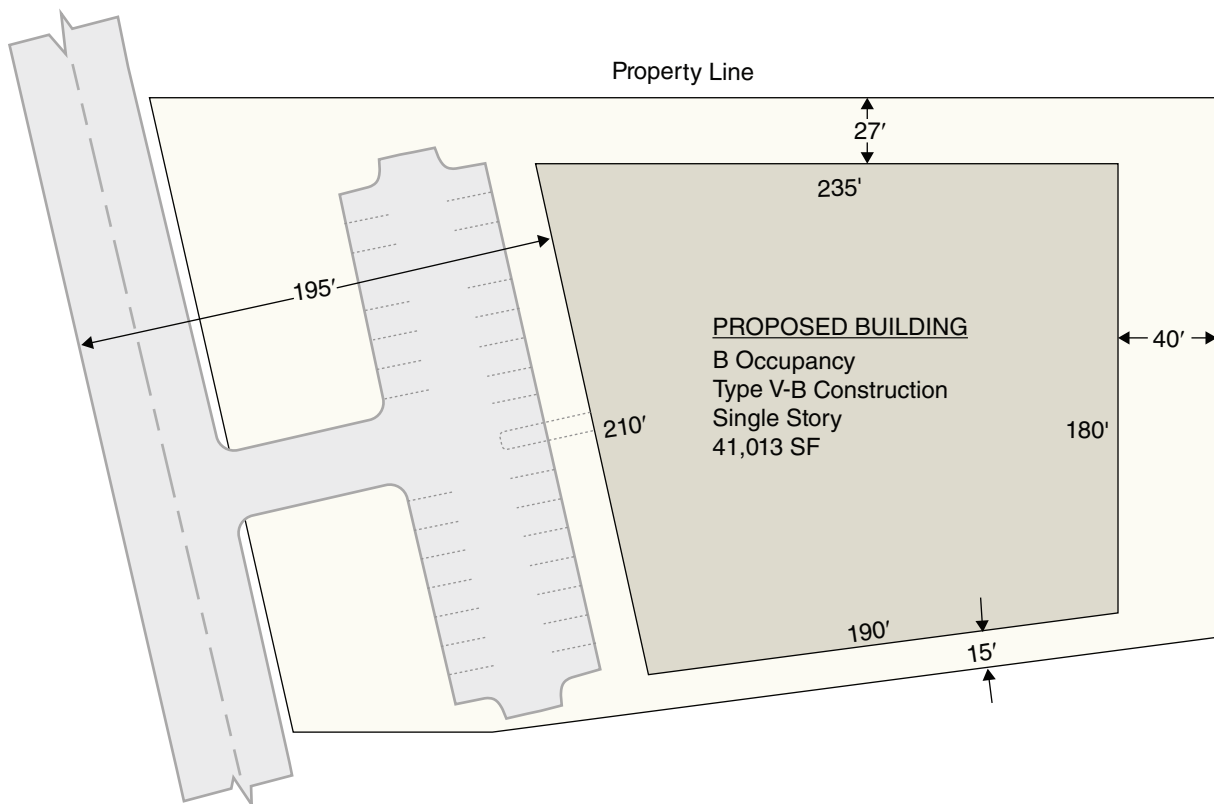 Property Line
27′
235'
195′
PROPOSED BUILDING
B Occupancy
Type V-B Construction
Single Story
41,013 SF
40′
210′
180'
190′
15′